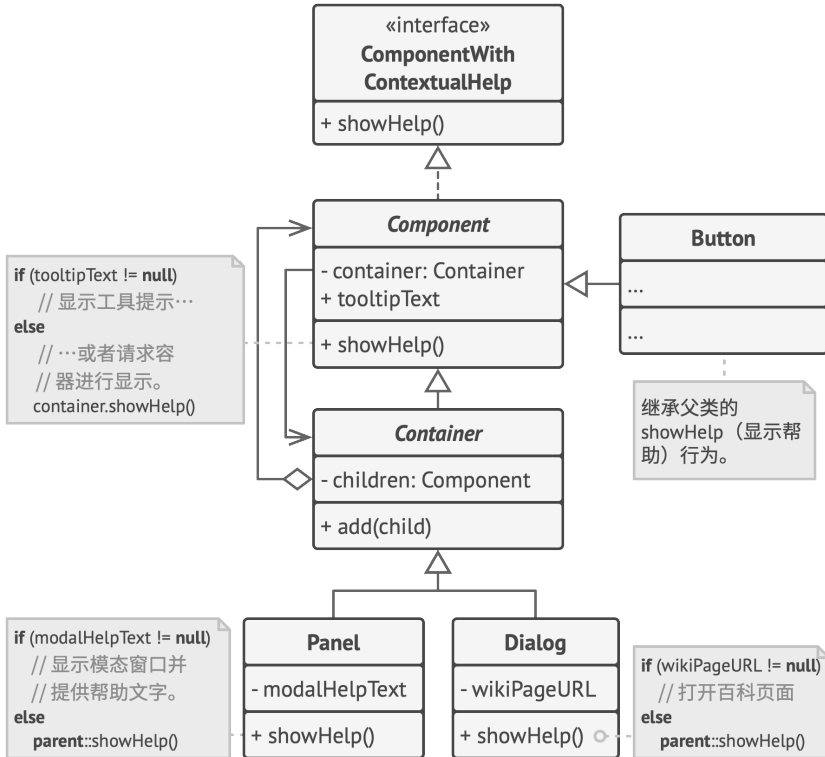 «interface»
ComponentWith
ContextualHelp
+ showHelp()
Component
- container: Container
+ tooltipText
+ showHelp()
Button
...
...
if (tooltipText != null)
// 显示工具提示…
else
// …或者请求容
// 器进行显示。
container.showHelp()
继承父类的
showHelp（显示帮
助）行为。
Container
- children: Component
+ add(child)
if (modalHelpText != null)
// 显示模态窗口并
// 提供帮助文字。
else
parent::showHelp()
Panel
- modalHelpText
+ showHelp()
Dialog
- wikiPageURL
+ showHelp()
if (wikiPageURL != null)
// 打开百科页面
else
parent::showHelp()